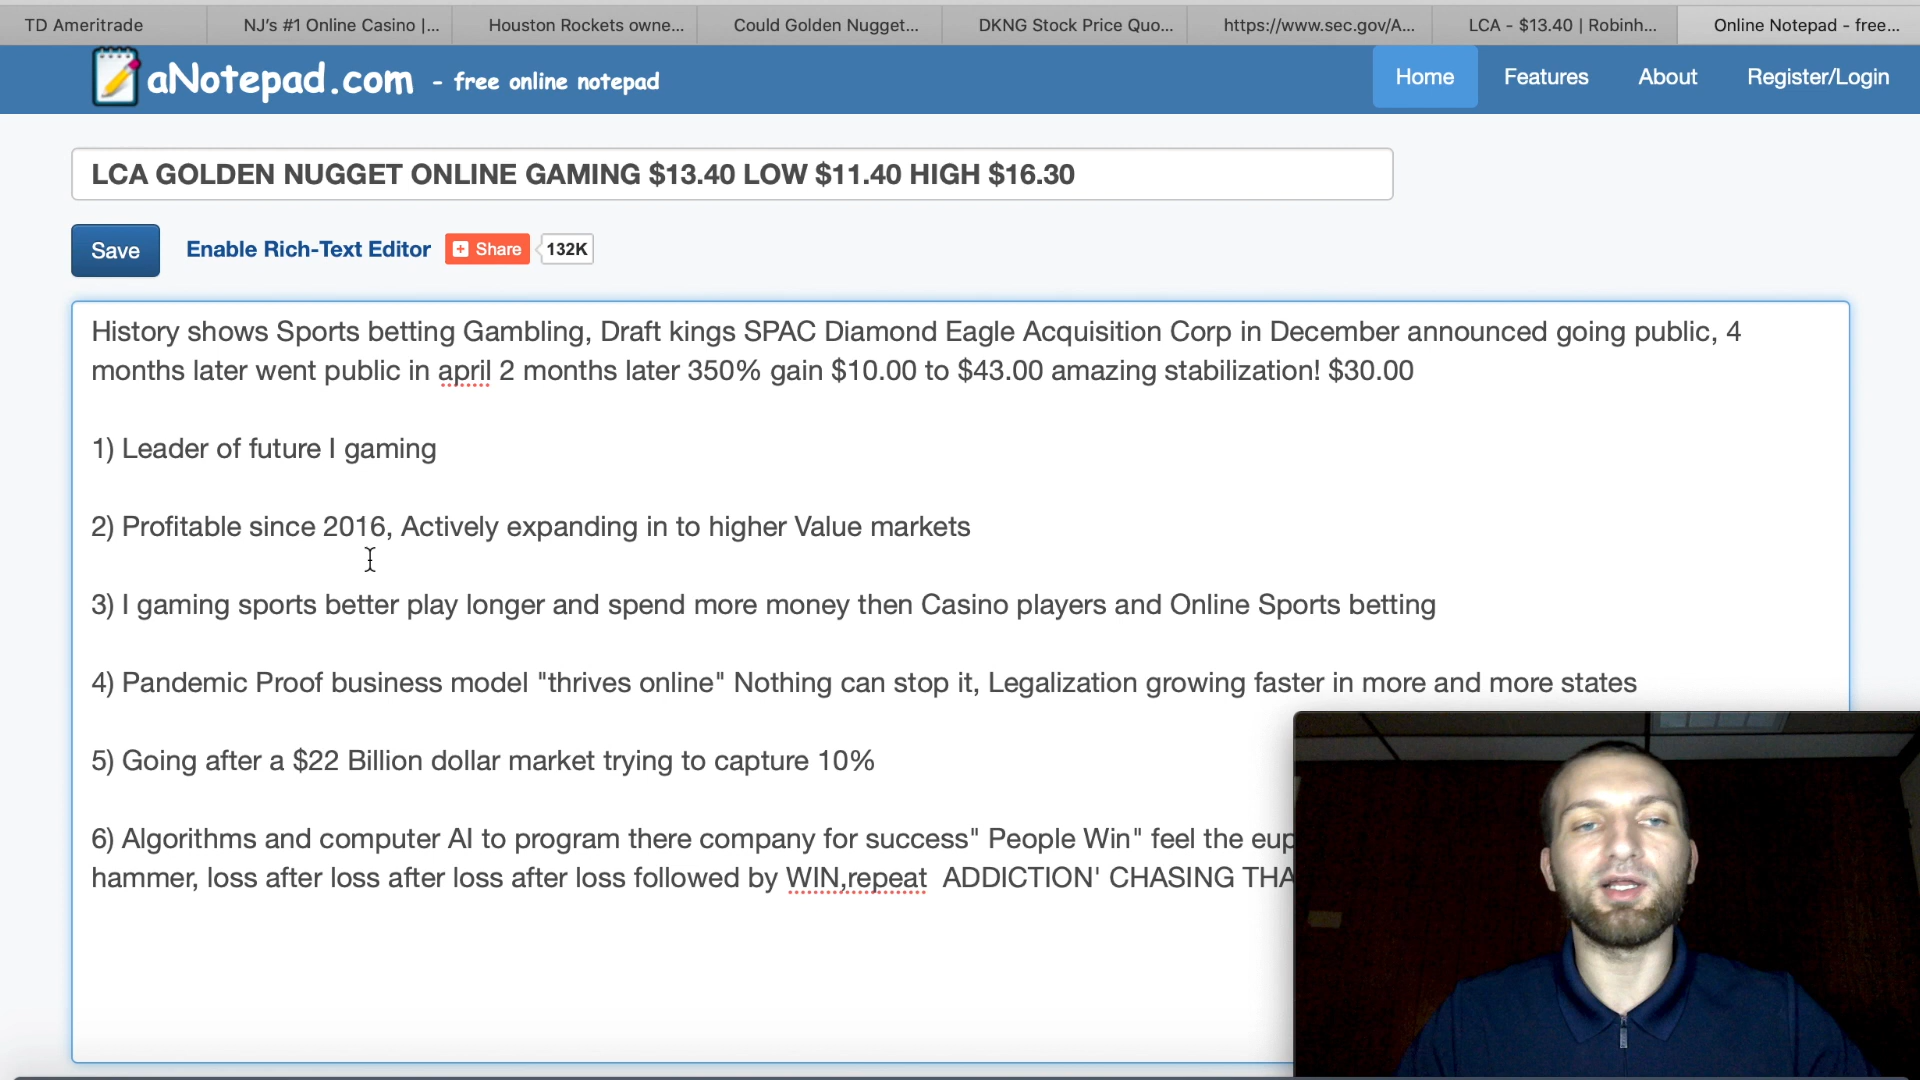 TD Ameritrade
NJ's #1 Online Casino |...
Houston Rockets owne...
Could Golden Nugget...
DKNG Stock Price Quo...
https://www.sec.gov/A...
LCA - $13.40 | Robinh...
Online Notepad - free...
aNotepad.com - free online notepad
Home
Features
About
Register/Login
LCA GOLDEN NUGGET ONLINE GAMING $13.40 LOW $11.40 HIGH $16.30
Save
Enable Rich-Text Editor
Share
132K
History shows Sports betting Gambling, Draft kings SPAC Diamond Eagle Acquisition Corp in December announced going public, 4
months later went public in april 2 months later 350% gain $10.00 to $43.00 amazing stabilization! $30.00
1) Leader of future I gaming
2) Profitable since 2016, Actively expanding in to higher Value markets
3) I gaming sports better play longer and spend more money then Casino players and Online Sports betting
4) Pandemic Proof business model "thrives online" Nothing can stop it, Legalization growing faster in more and more states
5) Going after a $22 Billion dollar market trying to capture 10%
6) Algorithms and computer AI to program there company for success" People Win" feel the eup
hammer, loss after loss after loss after loss followed by WIN,repeat ADDICTION' CHASING THA